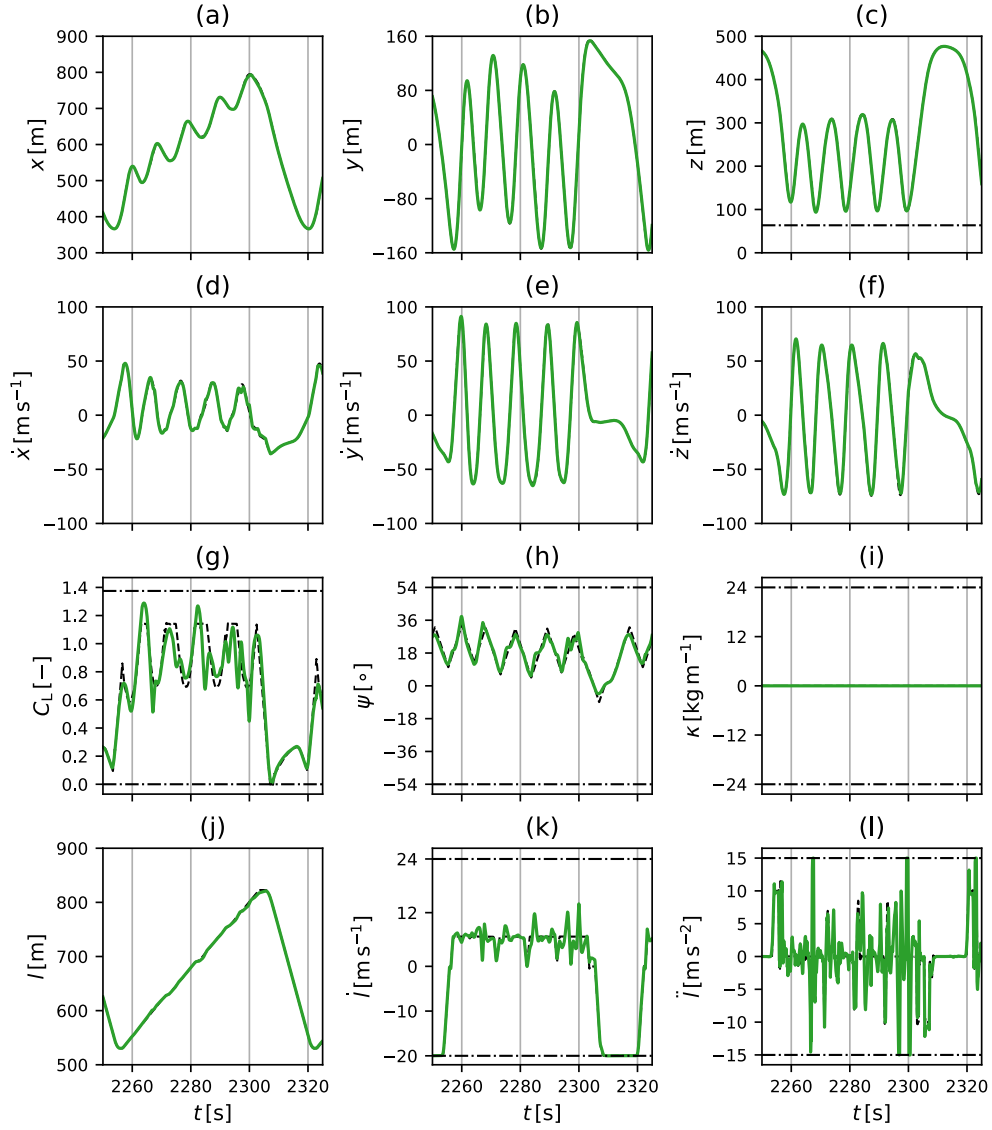 (a) (b) (c)
900 160 500
800 80 400
700 0 300
600 −80 200
500 −160 100
400 0
300
x [m] y [m] z [m]
(d) (e) (f)
100 100 100
50 50 50
0 0 0
−50 −50 −50
−100 −100 −100
ẋ [m s⁻¹] ẏ [m s⁻¹] ż [m s⁻¹]
(g) (h) (i)
1.4 54 24
1.2 36 12
1.0 18 0
0.8 0 −12
0.6 −18 −24
0.4 −36
0.2 −54
0.0
C_L [−] ψ [∘] κ [kg m⁻¹]
(j) (k) (l)
900 24 15
800 12 10
700 0 5
600 −20 0
500 −5
−10
−15
l [m] l̇ [m s⁻¹] l̈ [m s⁻²]
2260 2280 2300 2320 2260 2280 2300 2320 2260 2280 2300 2320
t [s] t [s] t [s]